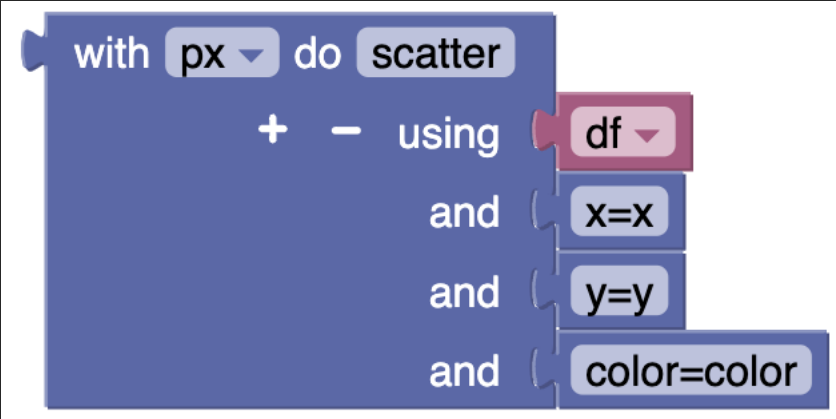 with px do scatter
+ - using df
and x=x
and y=y
and color=color